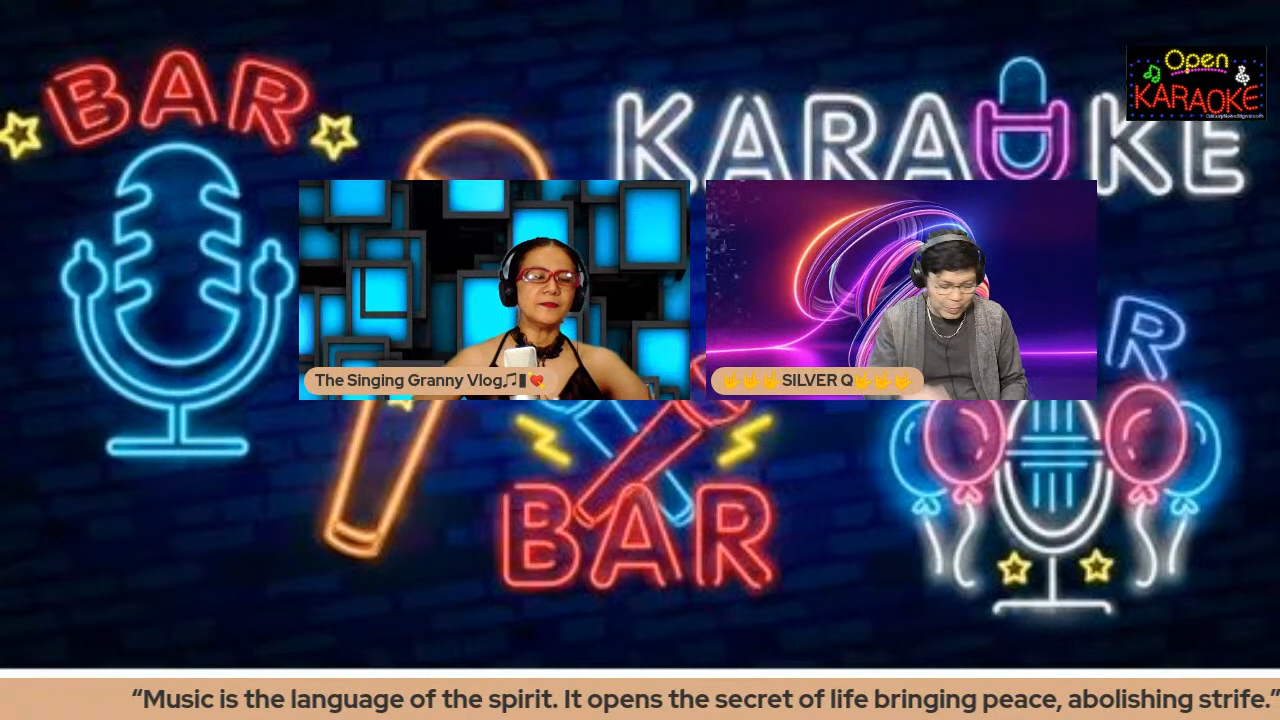 BAR
KARAOKE
Open
KARAOKE
The Singing Granny Vlog🎵💘
🤟🤟🤟SILVER Q🤟🤟🤟
R
BAR
“Music is the language of the spirit. It opens the secret of life bringing peace, abolishing strife.”